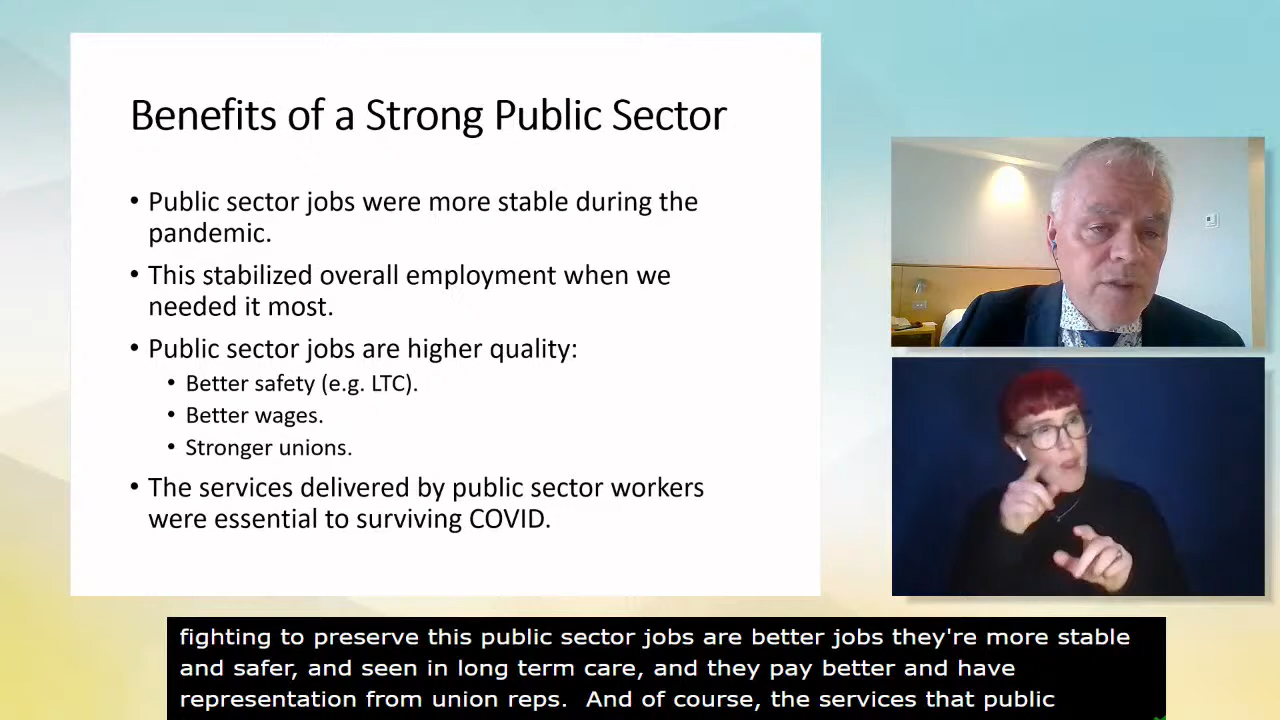 Benefits of a Strong Public Sector
• Public sector jobs were more stable during the
pandemic.
• This stabilized overall employment when we
needed it most.
• Public sector jobs are higher quality:
• Better safety (e.g. LTC).
• Better wages.
• Stronger unions.
• The services delivered by public sector workers
were essential to surviving COVID.
fighting to preserve this public sector jobs are better jobs they're more stable
and safer, and seen in long term care, and they pay better and have
representation from union reps.  And of course, the services that public